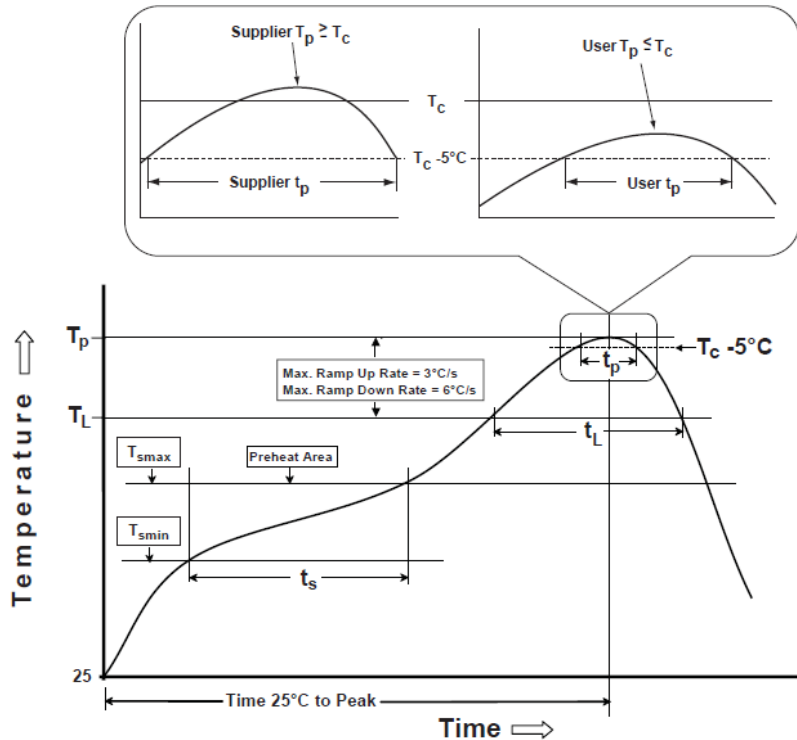 Supplier Tp ≥ Tc
User Tp ≤ Tc
Tc
Tc -5°C
Supplier tp
User tp
Tp
Tc -5°C
tp
Max. Ramp Up Rate = 3°C/s
Max. Ramp Down Rate = 6°C/s
TL
tL
Tsmax
Preheat Area
Tsmin
ts
Temperature
25
Time 25°C to Peak
Time